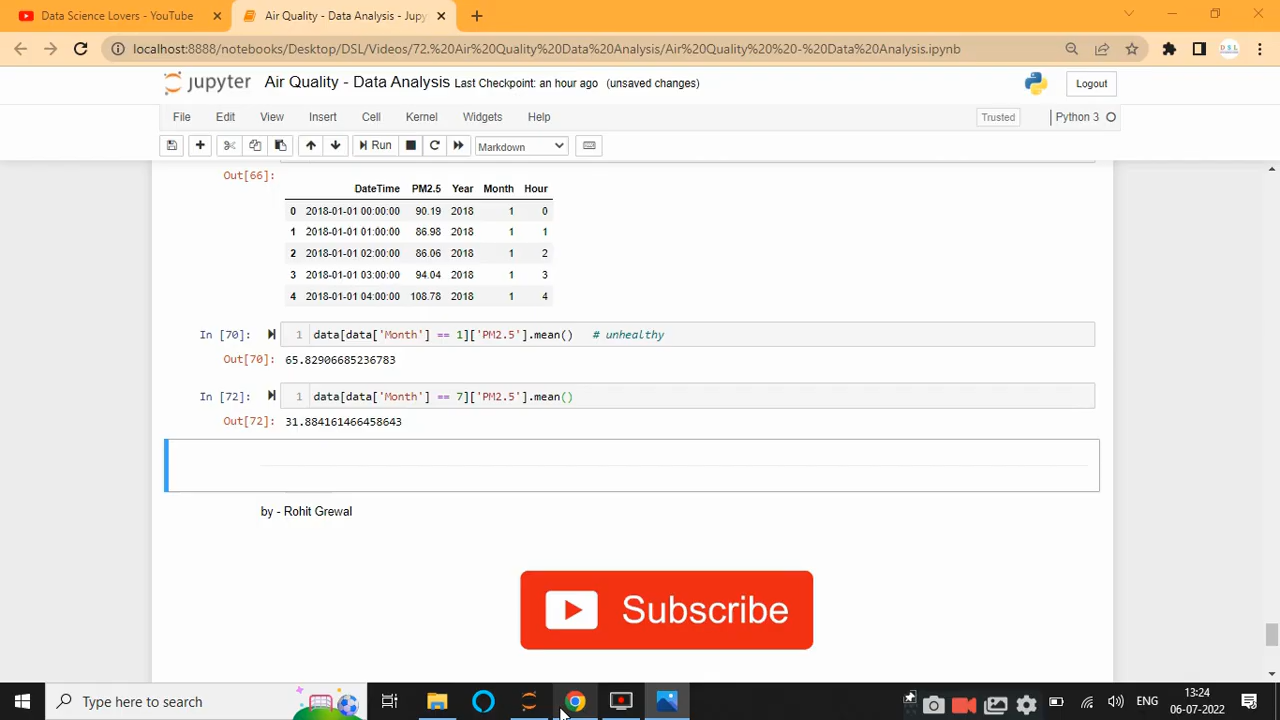 Data Science Lovers - YouTube
Air Quality - Data Analysis - Jupy
localhost:8888/notebooks/Desktop/DSL/Videos/72.%20Air%20Quality%20Data%20Analysis/Air%20Quality%20%20-%20Data%20Analysis.ipynb
DSL
jupyter Air Quality - Data Analysis Last Checkpoint: an hour ago (unsaved changes) Logout
File Edit View Insert Cell Kernel Widgets Help Trusted Python 3
Run Markdown
Out[66]:
DateTime PM2.5 Year Month Hour
0 2018-01-01 00:00:00 90.19 2018 1 0
1 2018-01-01 01:00:00 86.98 2018 1 1
2 2018-01-01 02:00:00 86.06 2018 1 2
3 2018-01-01 03:00:00 94.04 2018 1 3
4 2018-01-01 04:00:00 108.78 2018 1 4
In [70]: 1 data[data['Month'] == 1]['PM2.5'].mean() # unhealthy
Out[70]: 65.82906685236783
In [72]: 1 data[data['Month'] == 7]['PM2.5'].mean()
Out[72]: 31.884161466458643
by - Rohit Grewal
Subscribe
Type here to search
ENG
13:24
06-07-2022